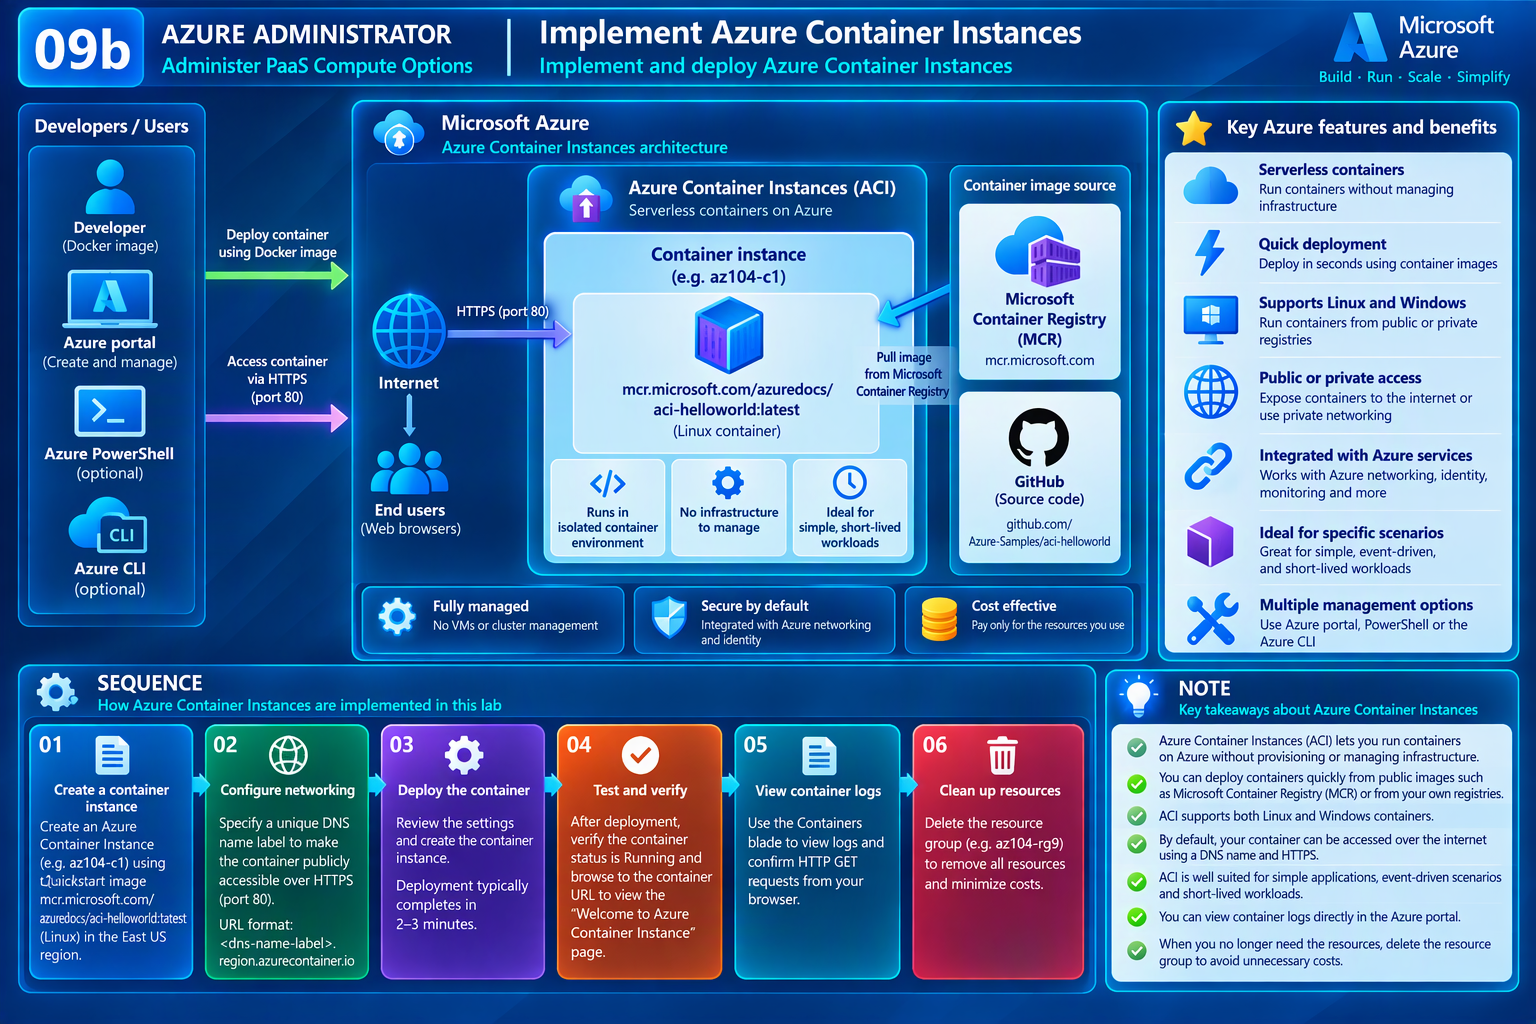 09b
AZURE ADMINISTRATOR
Administer PaaS Compute Options
Implement Azure Container Instances
Implement and deploy Azure Container Instances
Microsoft
Azure
Build · Run · Scale · Simplify
Developers / Users
Developer
(Docker image)
Azure portal
(Create and manage)
Azure PowerShell
(optional)
CLI
Azure CLI
(optional)
Deploy container
using Docker image
Access container
via HTTPS
(port 80)
Microsoft Azure
Azure Container Instances architecture
Internet
End users
(Web browsers)
HTTPS (port 80)
Azure Container Instances (ACI)
Serverless containers on Azure
Container instance
(e.g. az104-c1)
mcr.microsoft.com/azuredocs/
aci-helloworld:latest
(Linux container)
</>
Runs in
isolated container
environment
No infrastructure
to manage
Ideal for
simple, short-lived
workloads
Pull image
from Microsoft
Container Registry
Container image source
Microsoft
Container Registry
(MCR)
mcr.microsoft.com
GitHub
(Source code)
github.com/
Azure-Samples/aci-helloworld
Fully managed
No VMs or cluster management
Secure by default
Integrated with Azure networking
and identity
Cost effective
Pay only for the resources you use
Key Azure features and benefits
Serverless containers
Run containers without managing
infrastructure
Quick deployment
Deploy in seconds using container images
Supports Linux and Windows
Run containers from public or private
registries
Public or private access
Expose containers to the internet or
use private networking
Integrated with Azure services
Works with Azure networking, identity,
monitoring and more
Ideal for specific scenarios
Great for simple, event-driven,
and short-lived workloads
Multiple management options
Use Azure portal, PowerShell or the
Azure CLI
SEQUENCE
How Azure Container Instances are implemented in this lab
01
Create a container
instance
Create an Azure
Container Instance
(e.g. az104-c1) using
image
mcr.microsoft.com/
azuredocs/aci-helloworld:latest
(Linux) in the East US
region.
02
Configure networking
Specify a unique DNS
name label to make
the container publicly
accessible over HTTPS
(port 80).
URL format:
<dns-name-label>.
region.azurecontainer.io
03
Deploy the container
Review the settings
and create the container
instance.
Deployment typically
completes in
2–3 minutes.
04
Test and verify
After deployment,
verify the container
status is Running and
browse to the container
URL to view the
"Welcome to Azure
Container Instance"
page.
05
View container logs
Use the Containers
blade to view logs and
confirm HTTP GET
requests from your
browser.
06
Clean up resources
Delete the resource
group (e.g. az104-rg9)
to remove all resources
and minimize costs.
NOTE
Key takeaways about Azure Container Instances
Azure Container Instances (ACI) lets you run containers
on Azure without provisioning or managing infrastructure.
You can deploy containers quickly from public images such
as Microsoft Container Registry (MCR) or from your own registries.
ACI supports both Linux and Windows containers.
By default, your container can be accessed over the internet
using a DNS name and HTTPS.
ACI is well suited for simple applications, event-driven scenarios
and short-lived workloads.
You can view container logs directly in the Azure portal.
When you no longer need the resources, delete the resource
group to avoid unnecessary costs.